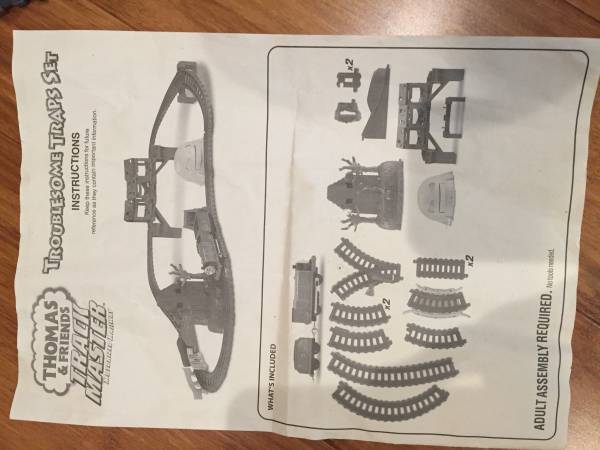 THOMAS
& FRIENDS
TRACK
MASTER
TROUBLESOME TRAPS SET
INSTRUCTIONS
Keep these instructions for future
reference as they contain important information.
WHAT'S INCLUDED
x2
x2
x2
ADULT ASSEMBLY REQUIRED. No tools needed.